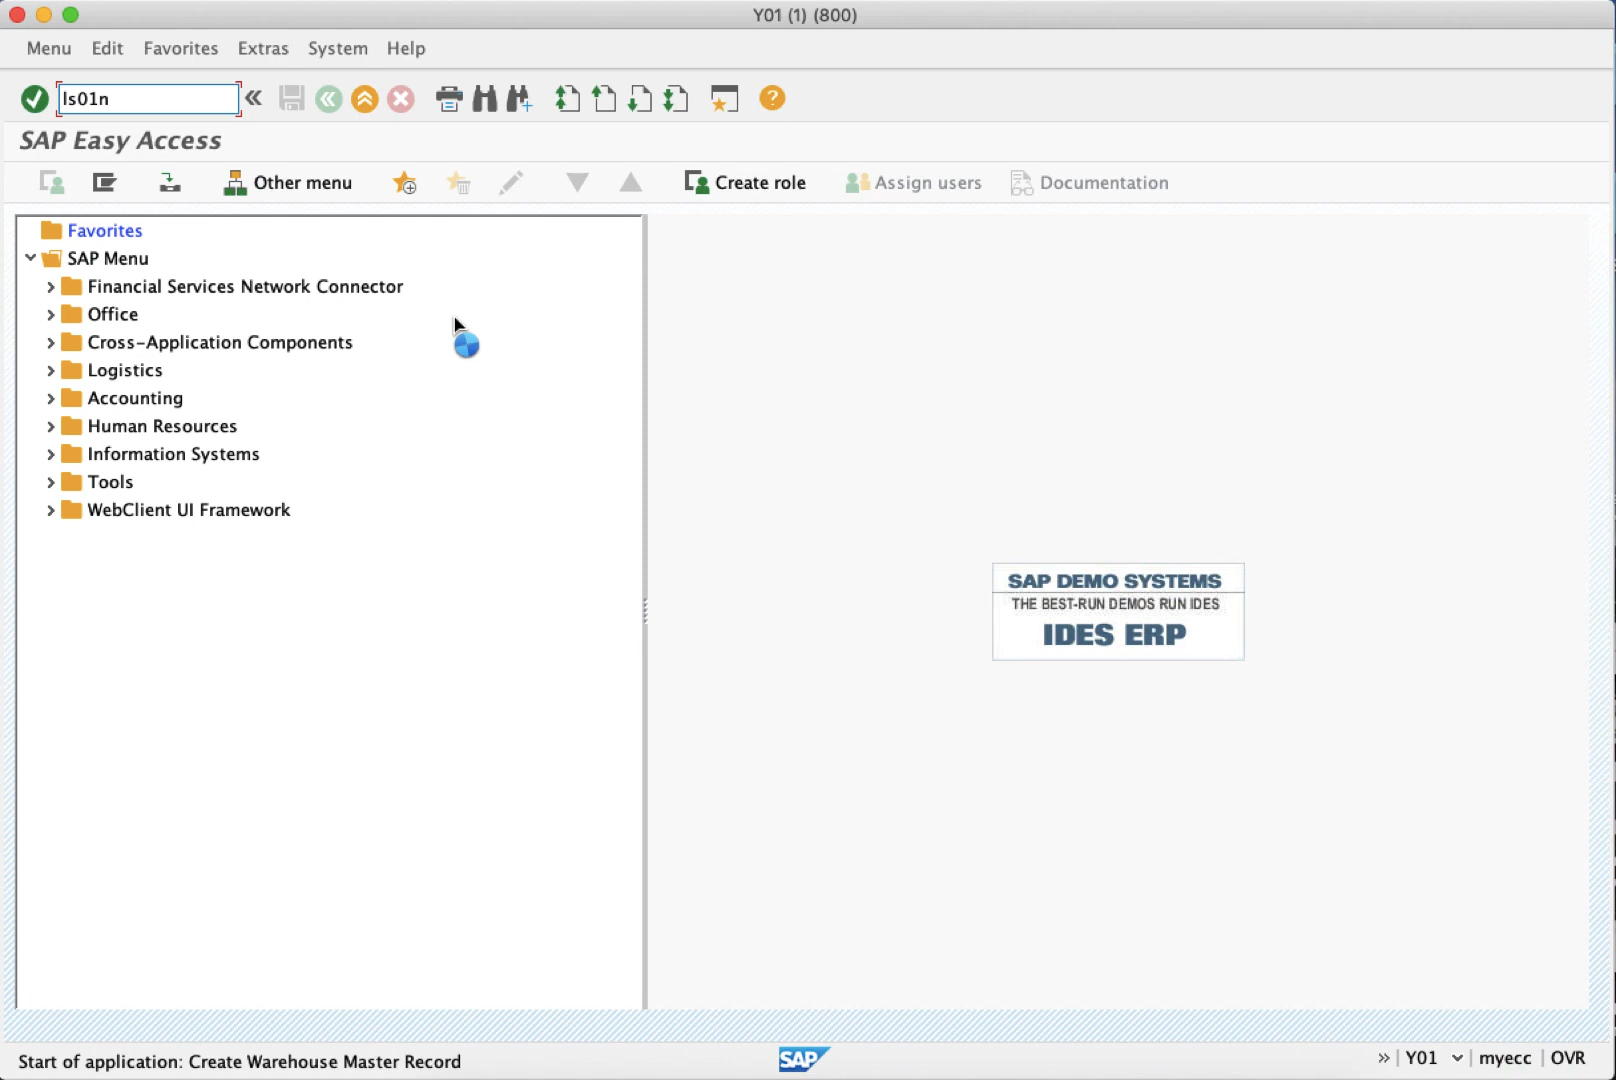 Y01 (1) (800)
Menu Edit Favorites Extras System Help
ls01n
SAP Easy Access
Other menu Create role Assign users Documentation
Favorites
SAP Menu
Financial Services Network Connector
Office
Cross-Application Components
Logistics
Accounting
Human Resources
Information Systems
Tools
WebClient UI Framework
SAP DEMO SYSTEMS
THE BEST-RUN DEMOS RUN IDES
IDES ERP
Start of application: Create Warehouse Master Record SAP Y01 myecc OVR